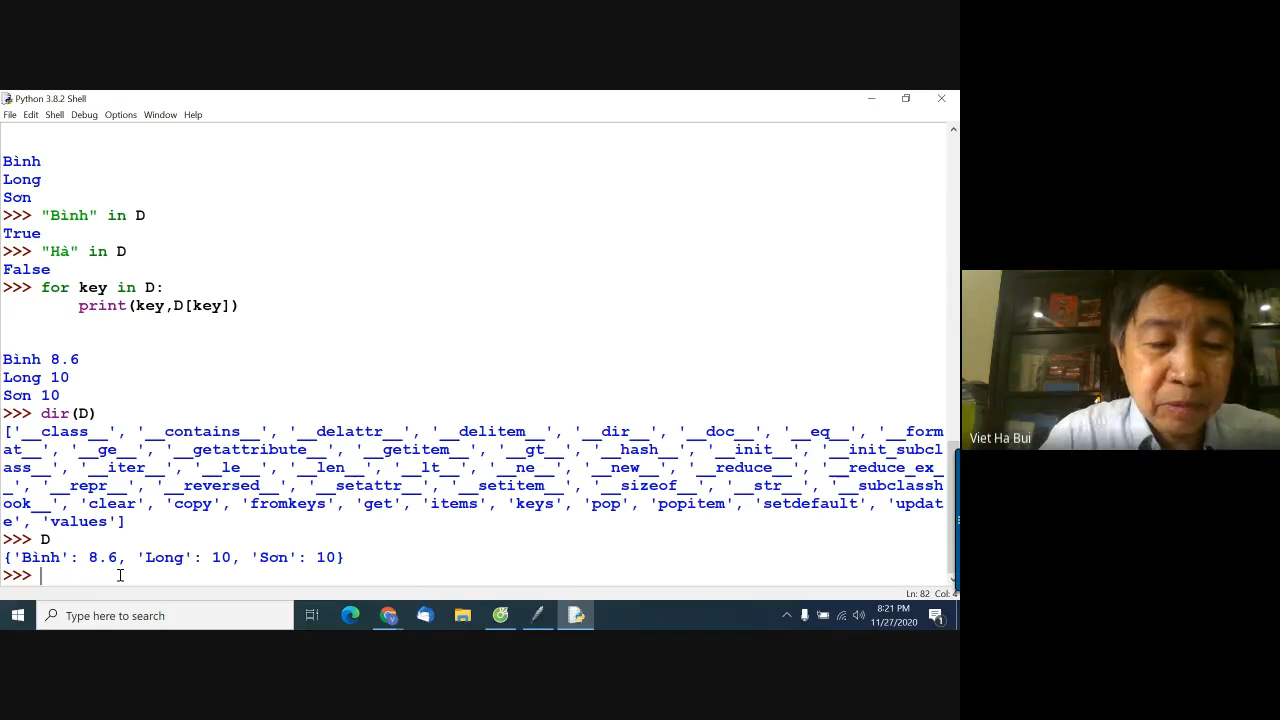 Python 3.8.2 Shell
File Edit Shell Debug Options Window Help
Bình
Long
Sơn
>>> "Bình" in D
True
>>> "Hà" in D
False
>>> for key in D:
print(key,D[key])
Bình 8.6
Long 10
Sơn 10
>>> dir(D)
['__class__', '__contains__', '__delattr__', '__delitem__', '__dir__', '__doc__', '__eq__', '__form
at__', '__ge__', '__getattribute__', '__getitem__', '__gt__', '__hash__', '__init__', '__init_subcl
ass__', '__iter__', '__le__', '__len__', '__lt__', '__ne__', '__new__', '__reduce__', '__reduce_ex_
_', '__repr__', '__reversed__', '__setattr__', '__setitem__', '__sizeof__', '__str__', '__subclassh
ook__', 'clear', 'copy', 'fromkeys', 'get', 'items', 'keys', 'pop', 'popitem', 'setdefault', 'updat
e', 'values']
>>> D
{'Bình': 8.6, 'Long': 10, 'Sơn': 10}
>>>
Ln: 82 Col: 4
Type here to search
8:21 PM
11/27/2020
1
Viet Ha Bui